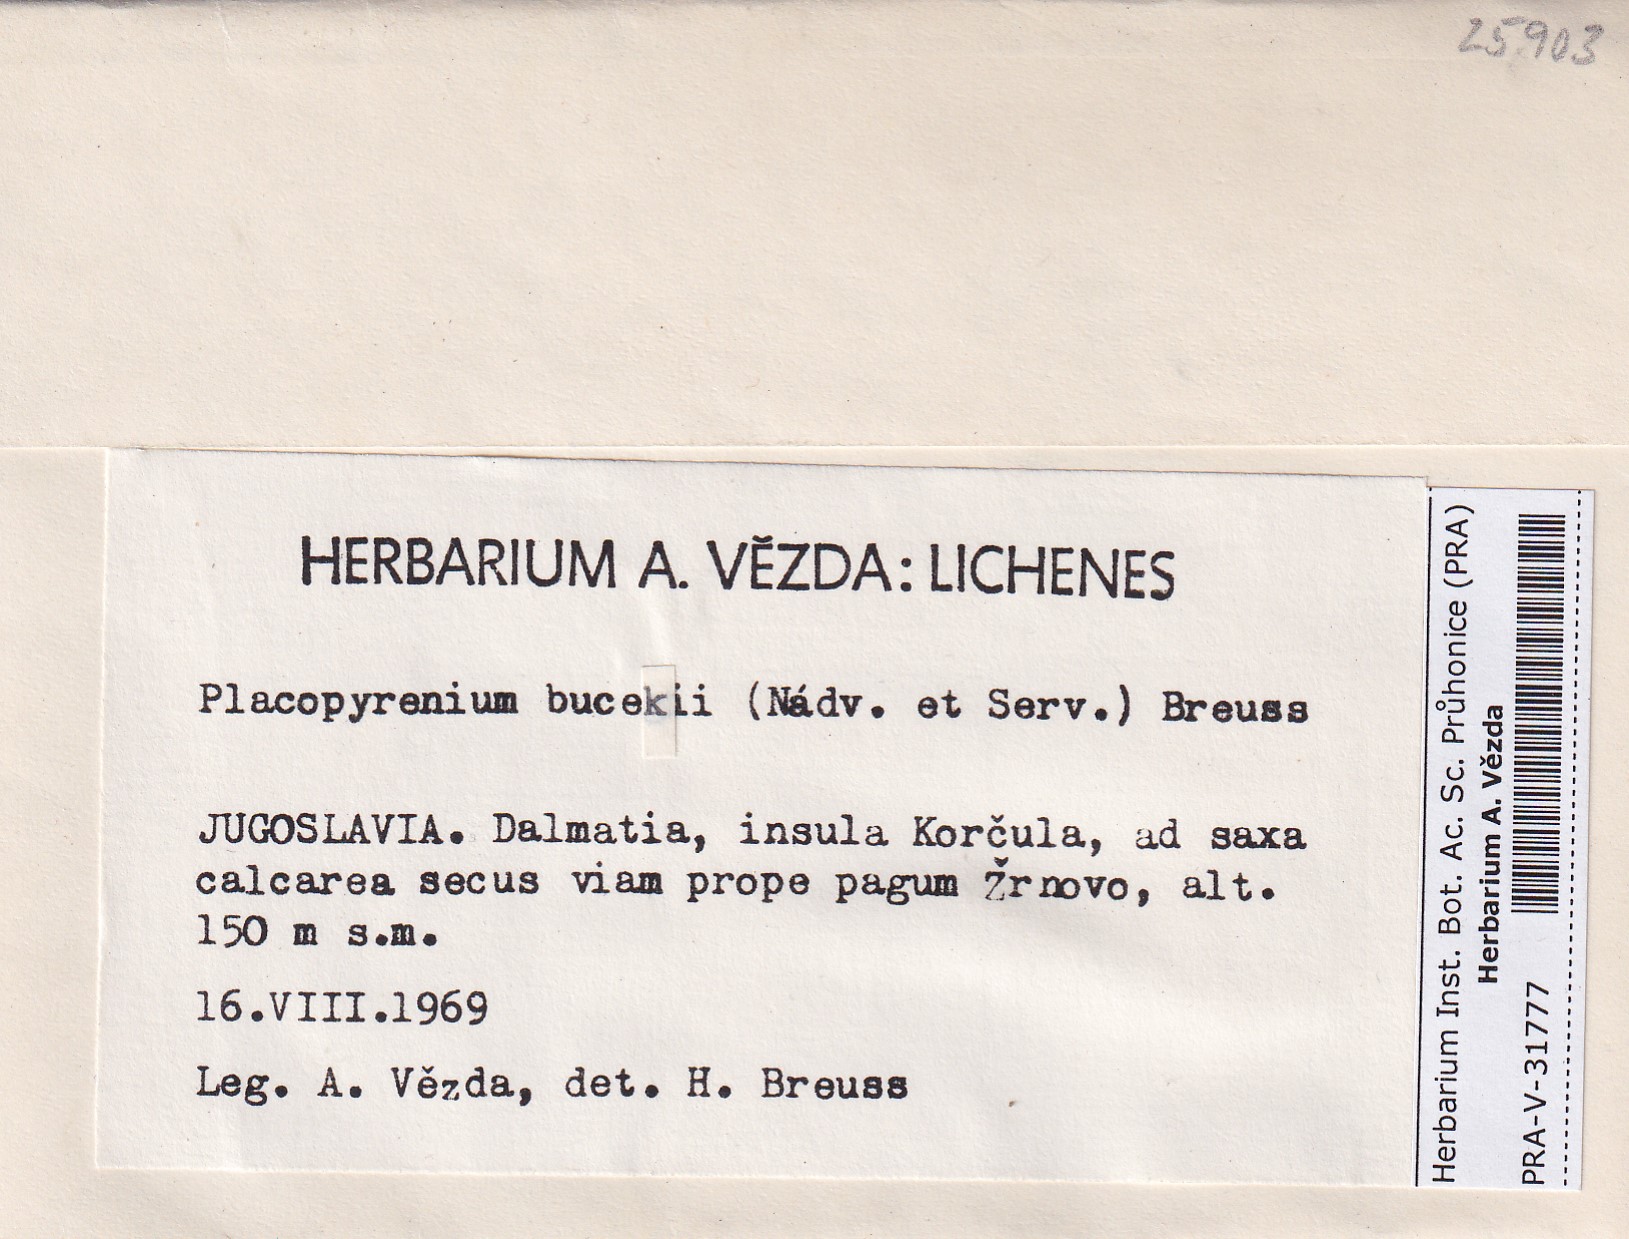 25.903
HERBARIUM A. VĚZDA: LICHENES
Placopyrenium bucekii (Nádv. et Serv.) Breuss
JUGOSLAVIA. Dalmatia, insula Korčula, ad saxa
calcarea secus viam prope pagum Žrnovo, alt.
150 m s.m.
16.VIII.1969
Leg. A. Vězda, det. H. Breuss
Herbarium Inst. Bot. Ac. Sc. Průhonice (PRA)
Herbarium A. Vězda
PRA-V-31777